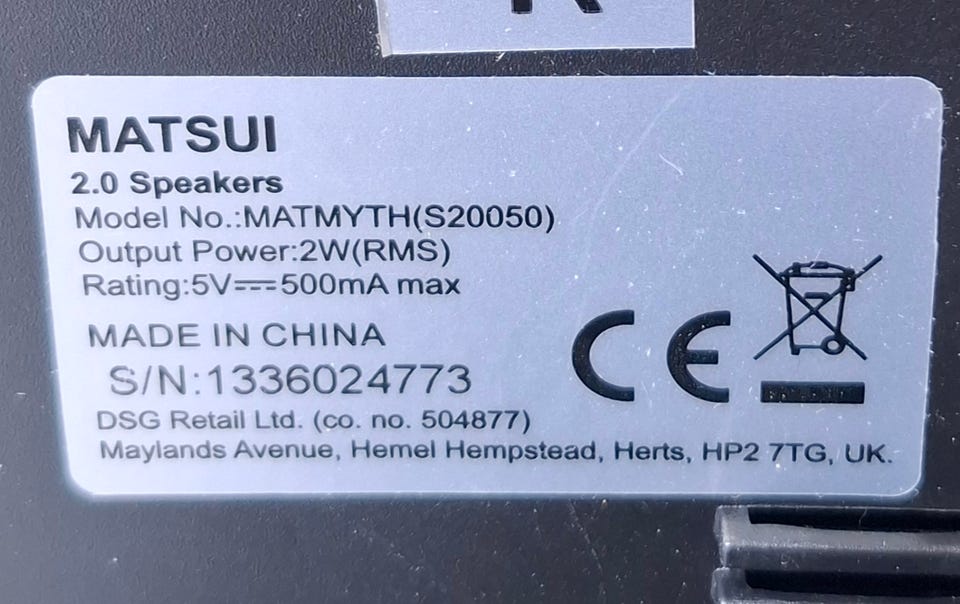 R
MATSUI
2.0 Speakers
Model No.:MATMYTH(S20050)
Output Power:2W(RMS)
Rating:5V⎓500mA max
MADE IN CHINA
S/N:1336024773
DSG Retail Ltd. (co. no. 504877)
Maylands Avenue, Hemel Hempstead, Herts, HP2 7TG, UK.
CE